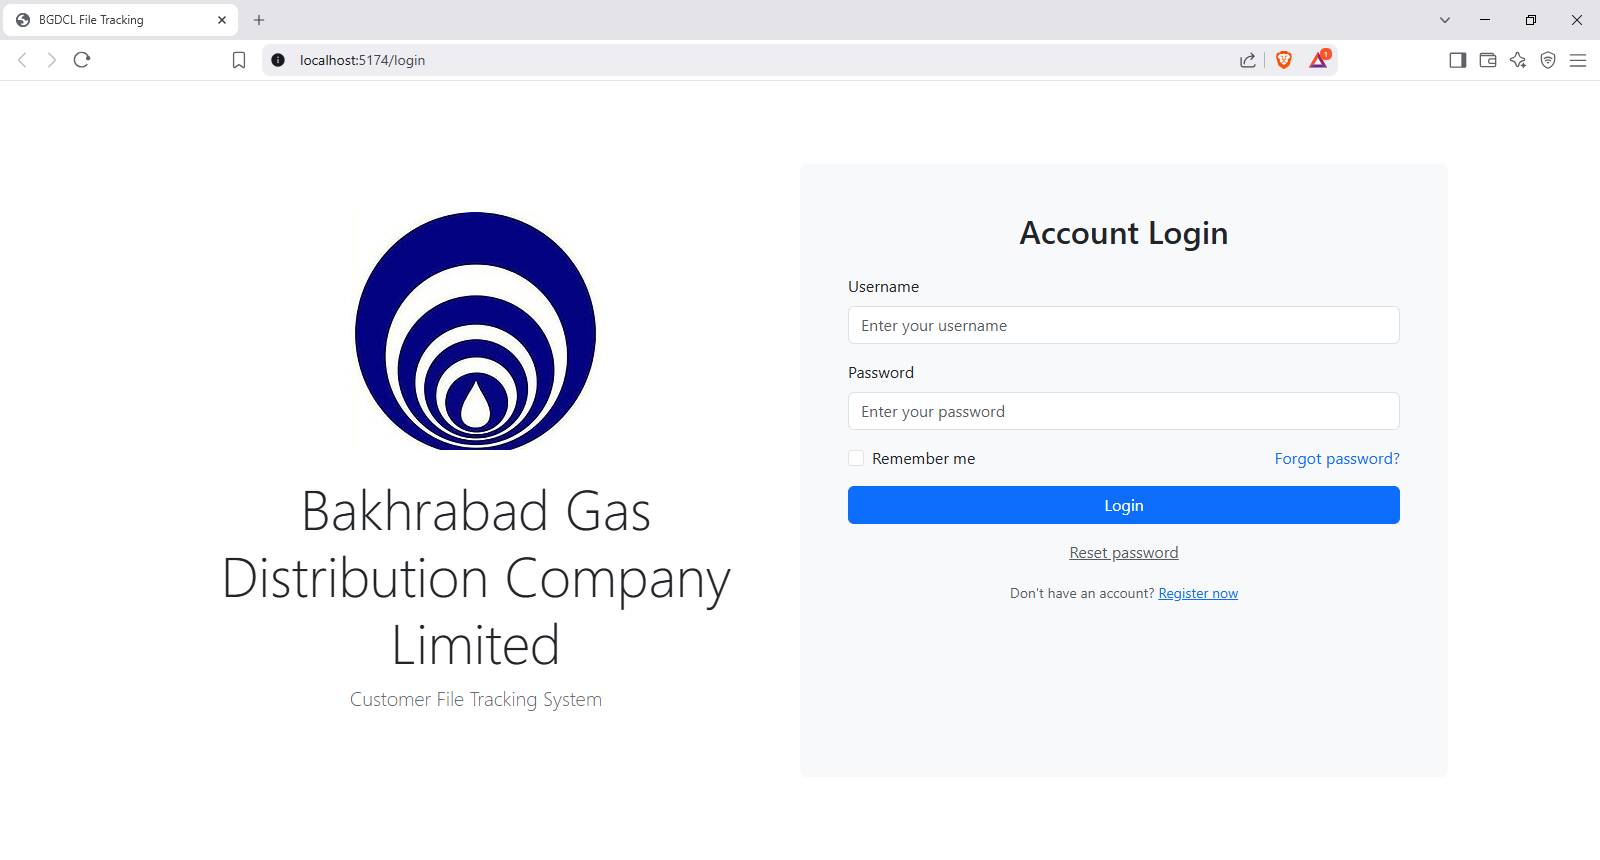 BGDCL File Tracking
localhost:5174/login
1
Bakhrabad Gas
Distribution Company
Limited
Customer File Tracking System
Account Login
Username
Enter your username
Password
Enter your password
Remember me
Forgot password?
Login
Reset password
Don't have an account? Register now